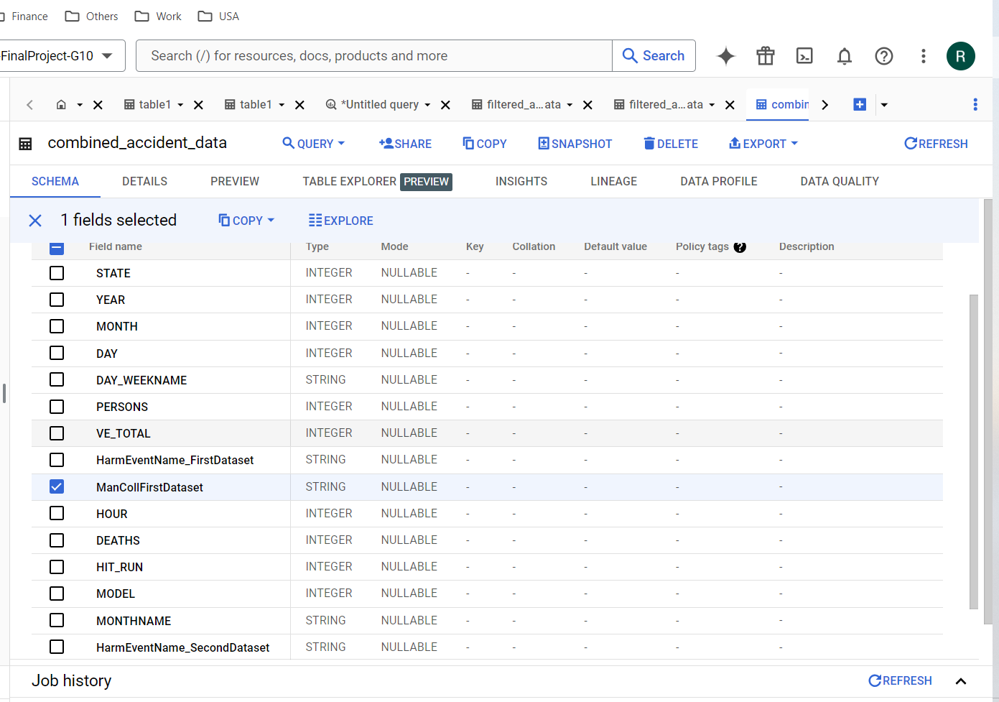 Finance Others Work USA
-FinalProject-G10 Search (/) for resources, docs, products and more Search R
table1 table1 *Untitled query filtered_a...ata filtered_a...ata combin
combined_accident_data QUERY SHARE COPY SNAPSHOT DELETE EXPORT REFRESH
SCHEMA DETAILS PREVIEW TABLE EXPLORER PREVIEW INSIGHTS LINEAGE DATA PROFILE DATA QUALITY
1 fields selected COPY EXPLORE
Field name Type Mode Key Collation Default value Policy tags ? Description
STATE INTEGER NULLABLE - - - - -
YEAR INTEGER NULLABLE - - - - -
MONTH INTEGER NULLABLE - - - - -
DAY INTEGER NULLABLE - - - - -
DAY_WEEKNAME STRING NULLABLE - - - - -
PERSONS INTEGER NULLABLE - - - - -
VE_TOTAL INTEGER NULLABLE - - - - -
HarmEventName_FirstDataset STRING NULLABLE - - - - -
ManCollFirstDataset STRING NULLABLE - - - - -
HOUR INTEGER NULLABLE - - - - -
DEATHS INTEGER NULLABLE - - - - -
HIT_RUN INTEGER NULLABLE - - - - -
MODEL INTEGER NULLABLE - - - - -
MONTHNAME STRING NULLABLE - - - - -
HarmEventName_SecondDataset STRING NULLABLE - - - - -
Job history REFRESH